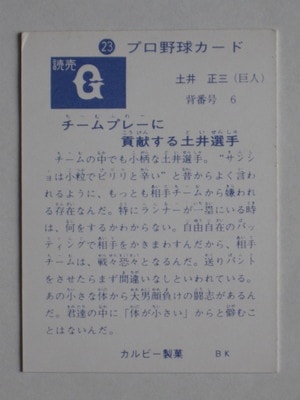 23 プロ野球カード
読売
G
土井 正三(巨人)
背番号 6
チームプレーに
貢献する土井選手
チームの中でも小柄な土井選手。“サンショ
は小粒でピリリと辛い”と昔からよく言わ
れるように、もっとも相手チームから嫌われ
る存在なんだ。特にランナーが一塁にいる時
は、何をするかわからない。自由自在のバッ
ティングで相手をかきまわすんだから、相手
チームは、戦々恐々となるんだ。送りバント
をさせたらまず間違いなしといわれている。
あの小さな体から大男顔負けの闘志があるん
だ。君達の中に「体が小さい」からと僻むこ
とはないんだ。
カルビー製菓 BK